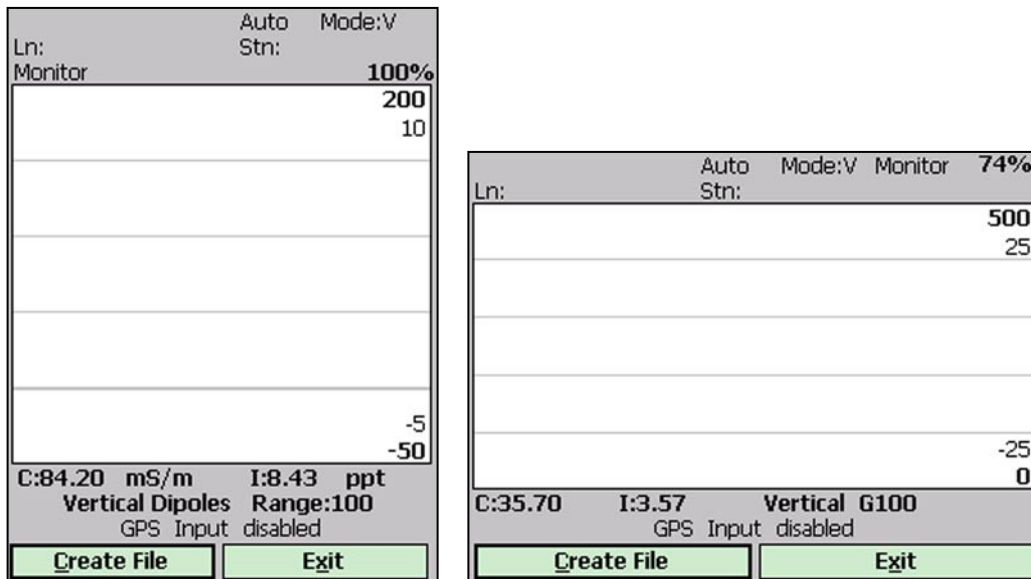 Auto Mode:V
Ln: Stn:
Monitor 100%
200
10
-5
-50
C:84.20 mS/m I:8.43 ppt
Vertical Dipoles Range:100
GPS Input disabled
Create File Exit
Auto Mode:V Monitor 74%
Ln: Stn:
500
25
-25
0
C:35.70 I:3.57 Vertical G100
GPS Input disabled
Create File Exit